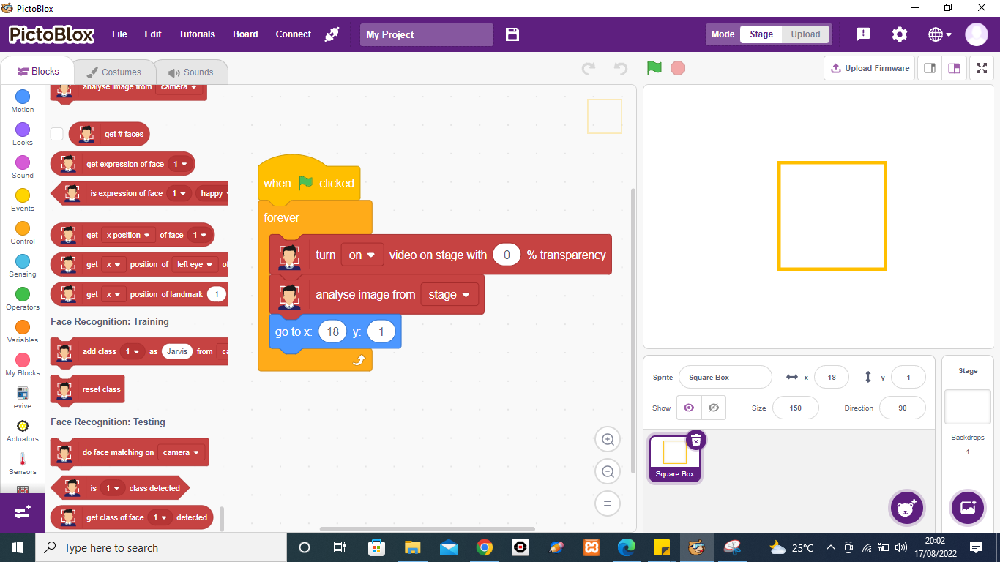 PictoBlox
PictoBlox File Edit Tutorials Board Connect My Project Mode Stage Upload
Blocks Costumes Sounds Upload Firmware
Motion
Looks
Sound
Events
Control
Sensing
Operators
Variables
My Blocks
evive
Actuators
Sensors
analyse image from camera
get # faces
get expression of face 1
is expression of face 1 happy
get x position of face 1
get x position of left eye of
get x position of landmark 1
Face Recognition: Training
add class 1 as Jarvis from ca
reset class
Face Recognition: Testing
do face matching on camera
is 1 class detected
get class of face 1 detected
when clicked
forever
turn on video on stage with 0 % transparency
analyse image from stage
go to x: 18 y: 1
Sprite Square Box x 18 y 1
Show Size 150 Direction 90
Square Box
Stage
Backdrops
1
Type here to search
25°C
20:02
17/08/2022